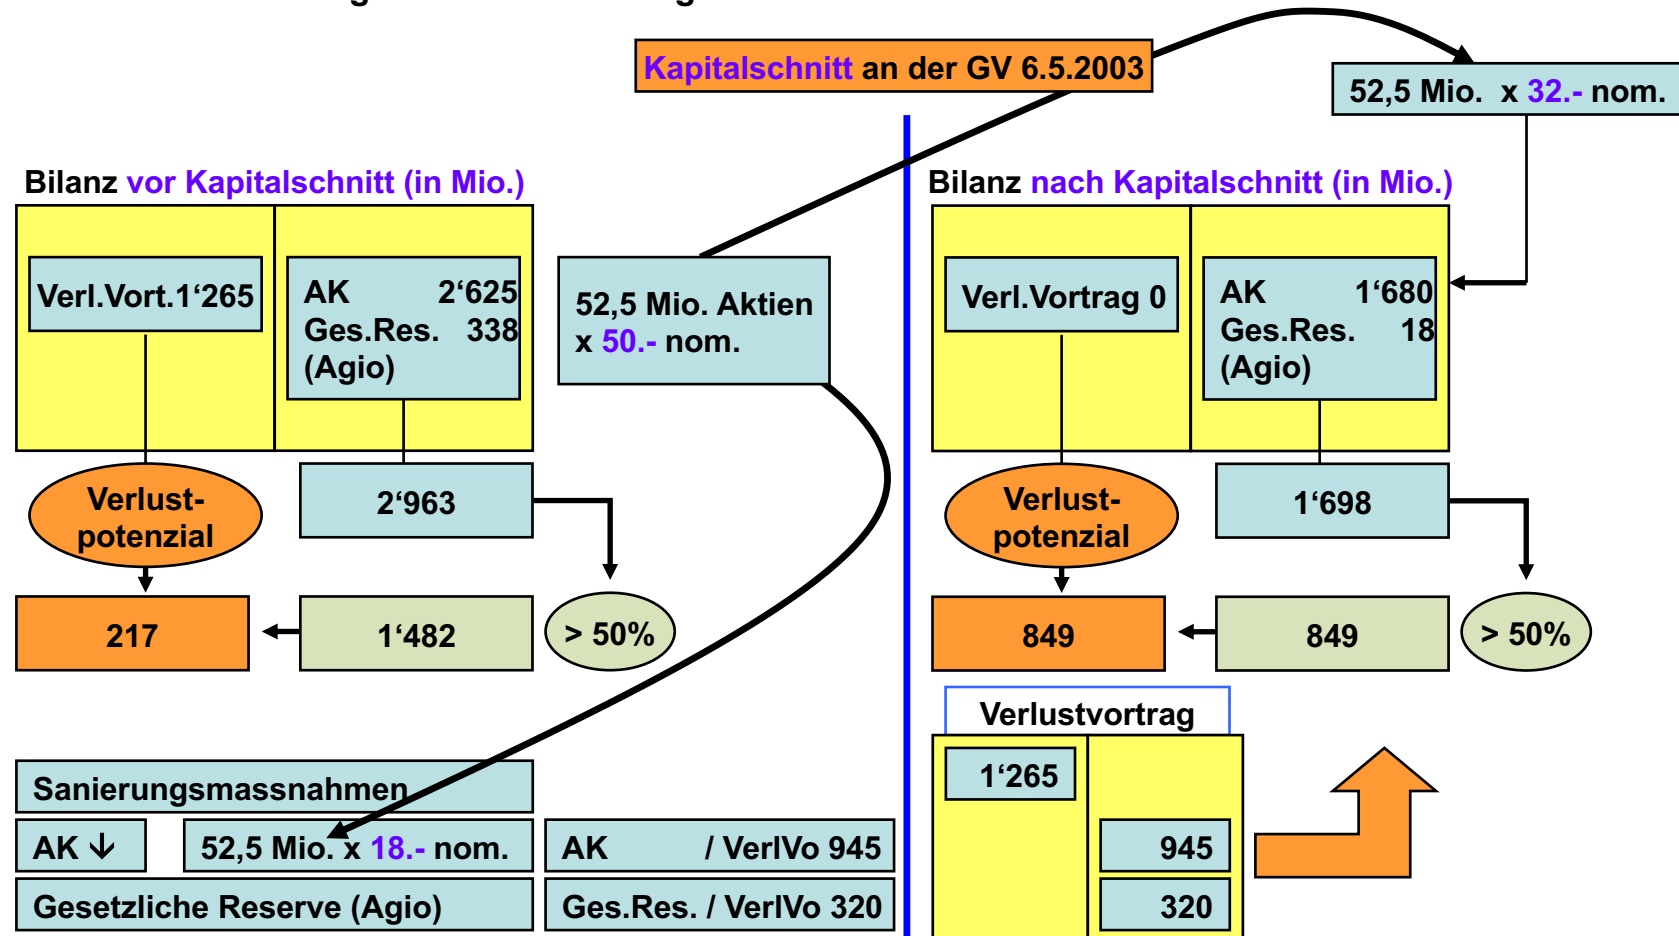 Kapitalschnitt an der GV 6.5.2003
52,5 Mio. x 32.- nom.
Bilanz vor Kapitalschnitt (in Mio.)
Verl.Vort.1‘265
AK 2‘625
Ges.Res. 338
(Agio)
52,5 Mio. Aktien
x 50.- nom.
Verlust-
potenzial
2‘963
217
1‘482
> 50%
Bilanz nach Kapitalschnitt (in Mio.)
Verl.Vortrag 0
AK 1‘680
Ges.Res. 18
(Agio)
Verlust-
potenzial
1‘698
849
849
> 50%
Sanierungsmassnahmen
AK ↓
52,5 Mio. x 18.- nom.
AK / VerlVo 945
Gesetzliche Reserve (Agio)
Ges.Res. / VerlVo 320
Verlustvortrag
1‘265
945
320